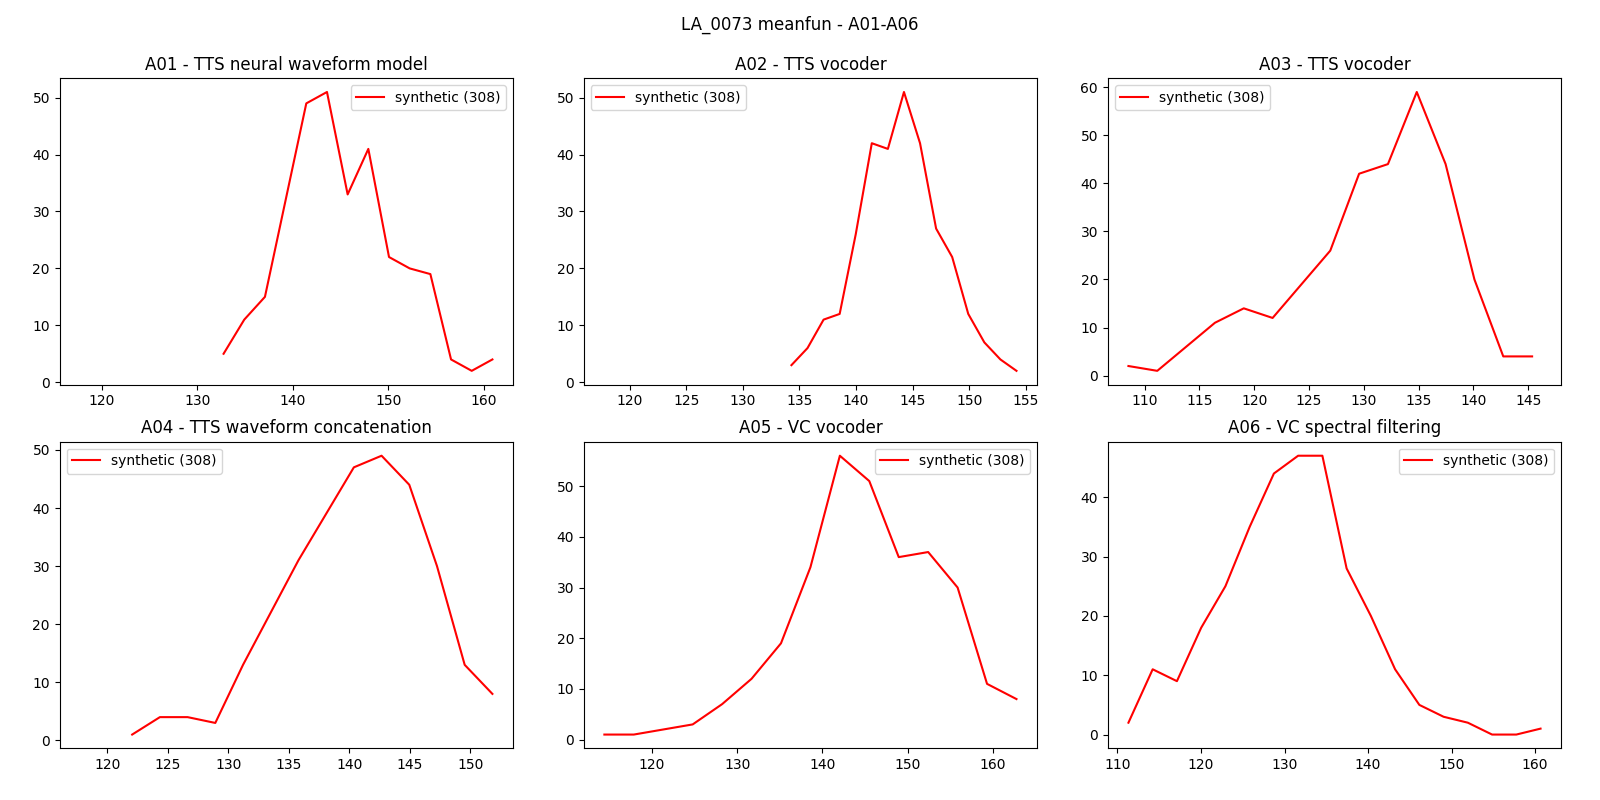 LA_0073 meanfun - A01-A06
A01 - TTS neural waveform model
synthetic (308)
50
40
30
20
10
0
120 130 140 150 160
A02 - TTS vocoder
synthetic (308)
50
40
30
20
10
0
120 125 130 135 140 145 150 155
A03 - TTS vocoder
synthetic (308)
60
50
40
30
20
10
0
110 115 120 125 130 135 140 145
A04 - TTS waveform concatenation
synthetic (308)
50
40
30
20
10
0
120 125 130 135 140 145 150
A05 - VC vocoder
synthetic (308)
50
40
30
20
10
0
120 130 140 150 160
A06 - VC spectral filtering
synthetic (308)
40
30
20
10
0
110 120 130 140 150 160